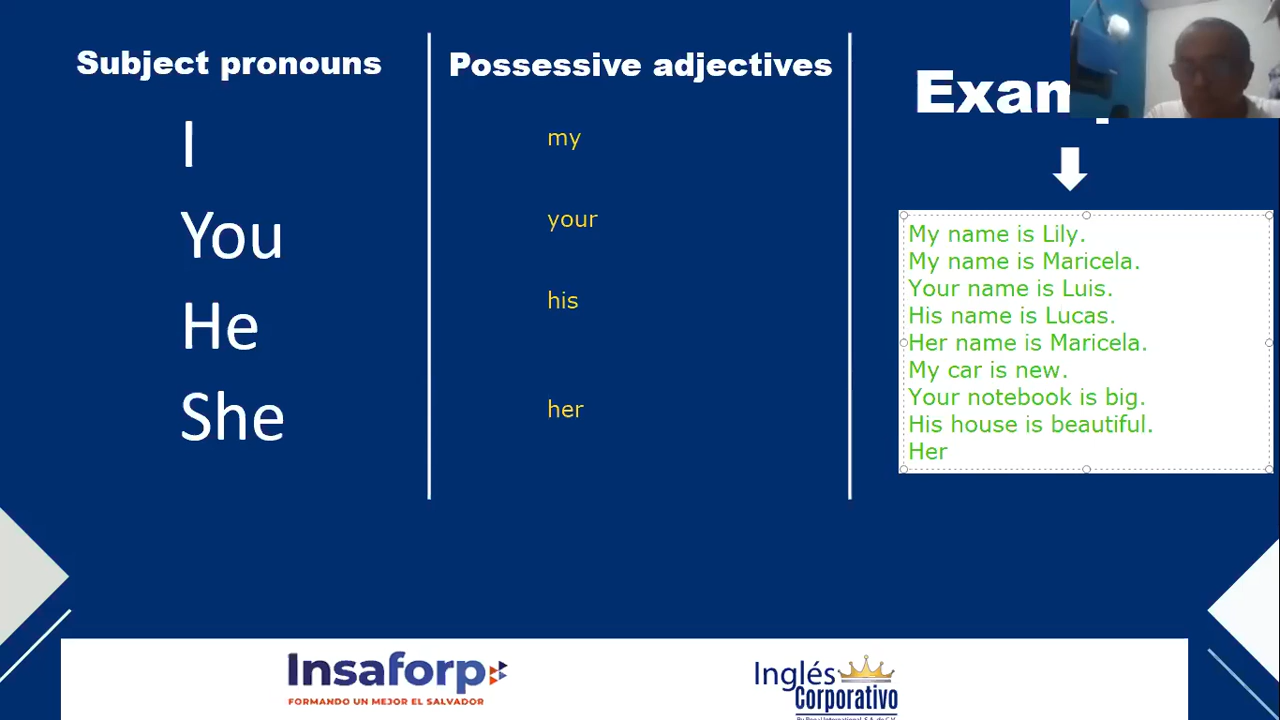 Subject pronouns
I
You
He
She
Possessive adjectives
my
your
his
her
My name is Lily.
My name is Maricela.
Your name is Luis.
His name is Lucas.
Her name is Maricela.
My car is new.
Your notebook is big.
His house is beautiful.
Her
Insaforp
FORMANDO UN MEJOR EL SALVADOR
Inglés
Corporativo